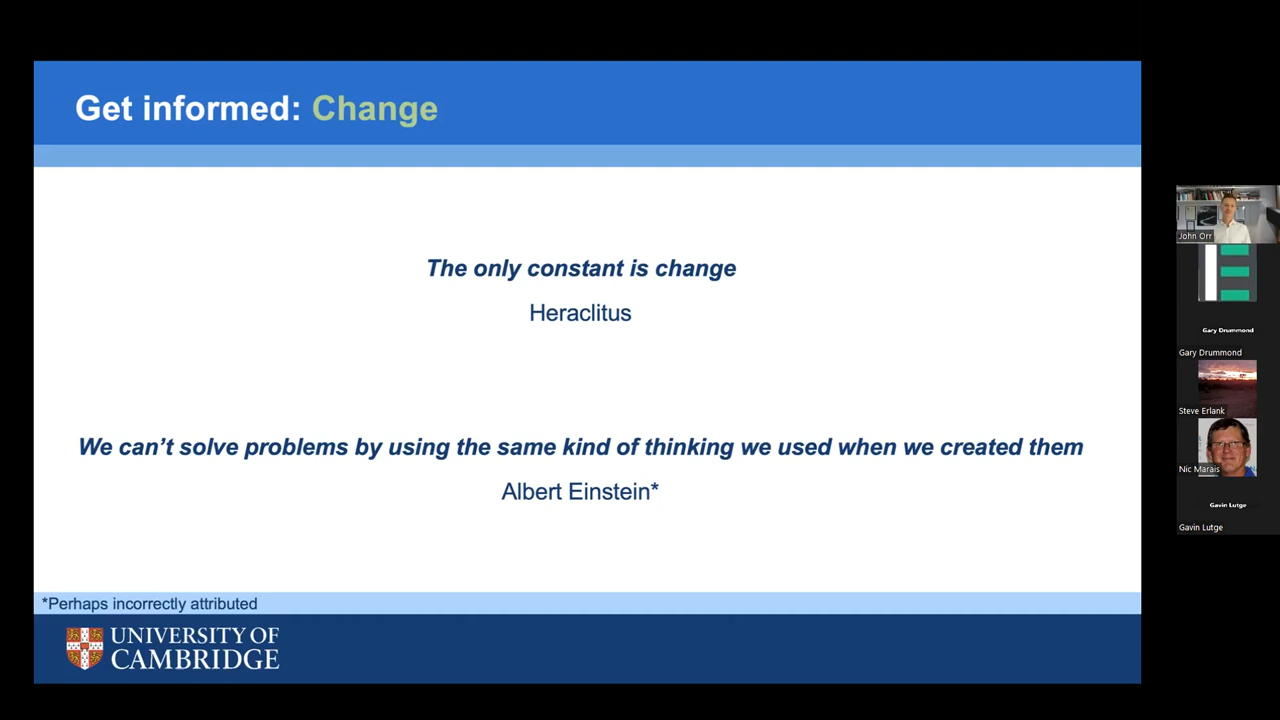 Get informed: Change
The only constant is change
Heraclitus
We can’t solve problems by using the same kind of thinking we used when we created them
Albert Einstein*
*Perhaps incorrectly attributed
UNIVERSITY OF
CAMBRIDGE
John Orr
Gary Drummond
Gary Drummond
Steve Erlank
Nic Marais
Gavin Lutge
Gavin Lutge